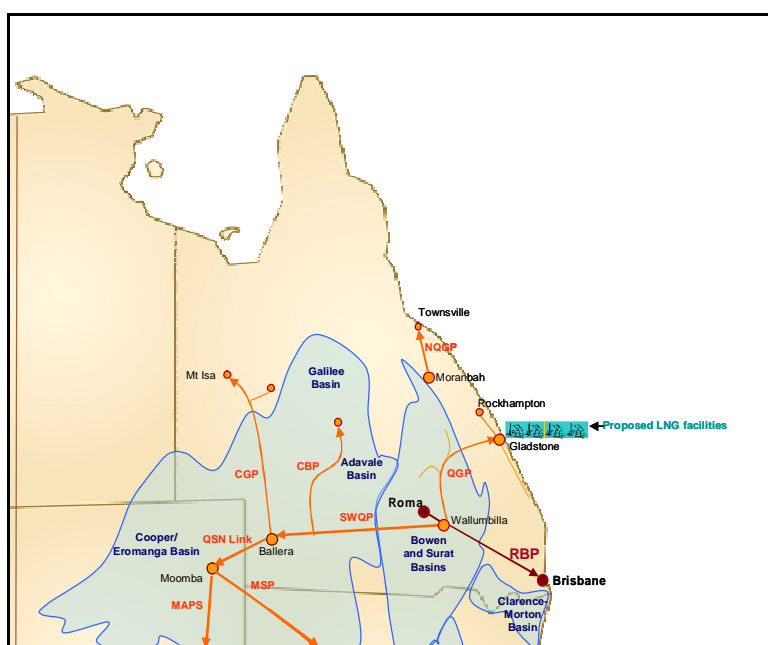 Townsville
NQGP
Mt Isa
Galilee
Basin
Moranbah
Rockhampton
Proposed LNG facilities
Gladstone
CGP
CBP
Adavale
Basin
QGP
Roma
SWQP
Wallumbilla
Cooper/
Eromanga Basin
QSN Link
Ballera
Bowen
and Surat
Basins
RBP
Moomba
MSP
Brisbane
MAPS
Clarence-
Morton
Basin